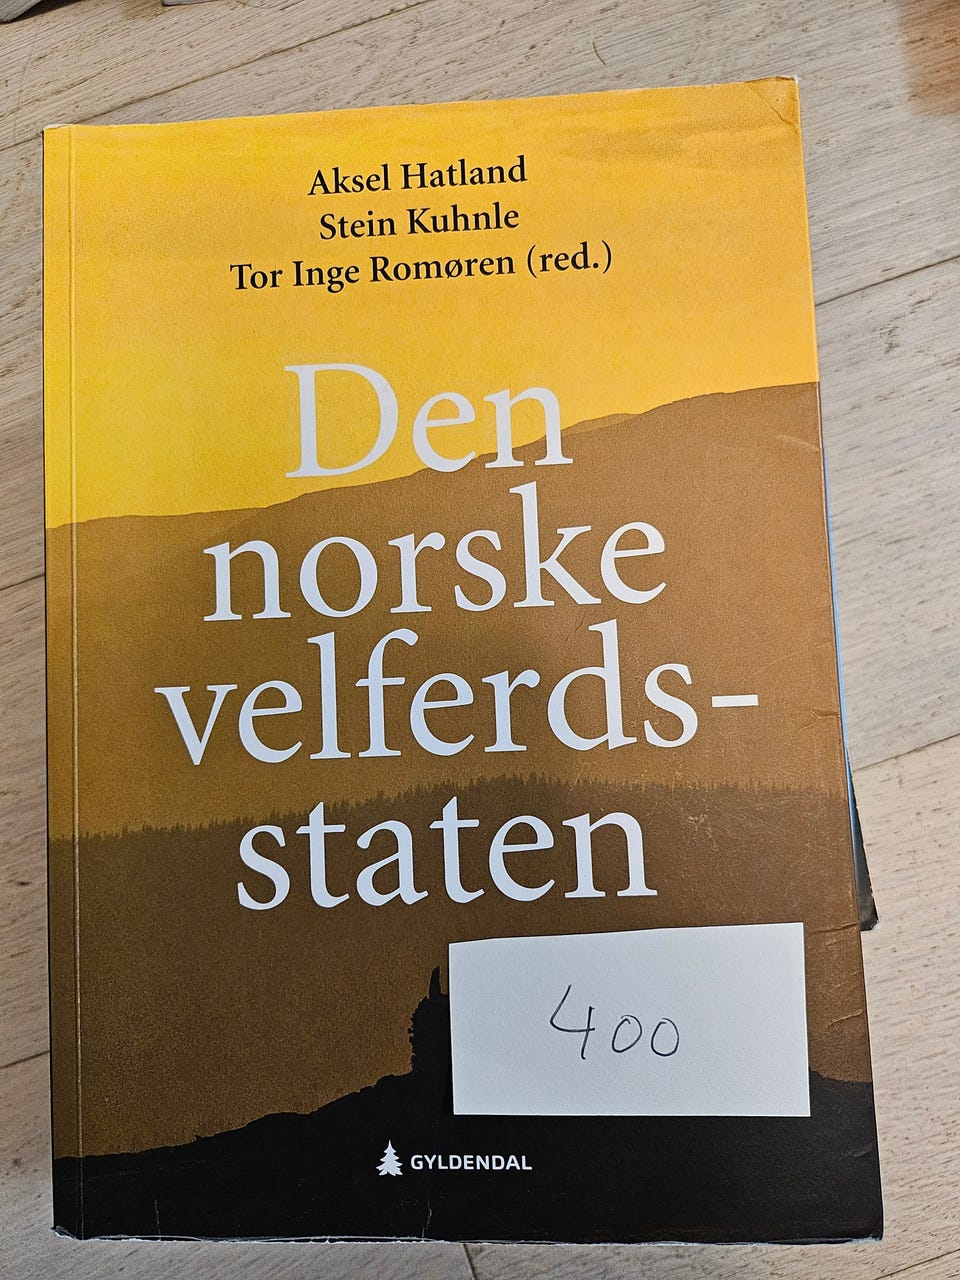 Aksel Hatland
Stein Kuhnle
Tor Inge Romøren (red.)
Den
norske
velferds-
staten
400
GYLDENDAL